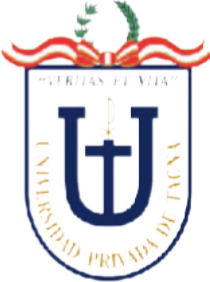 "VERITAS ET VITA"
U
UNIVERSIDAD PRIVADA DE TACNA